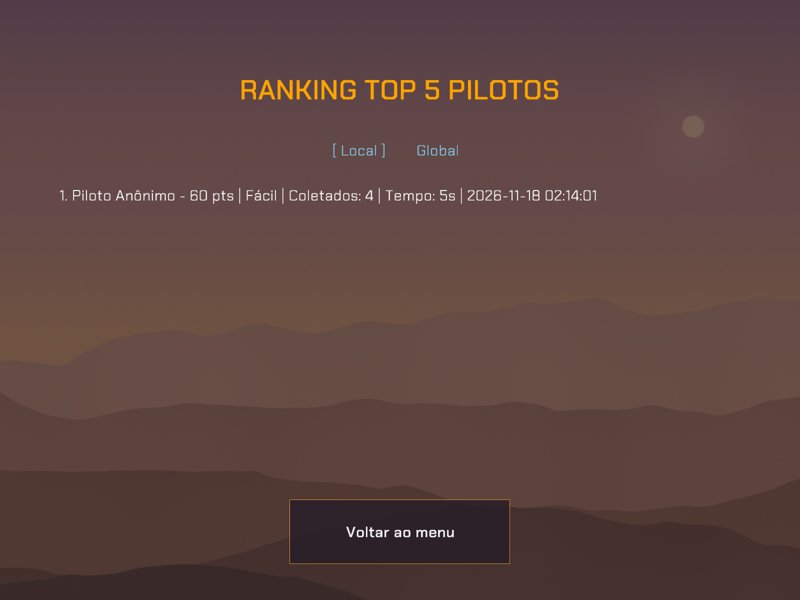 RANKING TOP 5 PILOTOS
[ Local ] Global
1. Piloto Anônimo - 60 pts | Fácil | Coletados: 4 | Tempo: 5s | 2026-11-18 02:14:01
Voltar ao menu